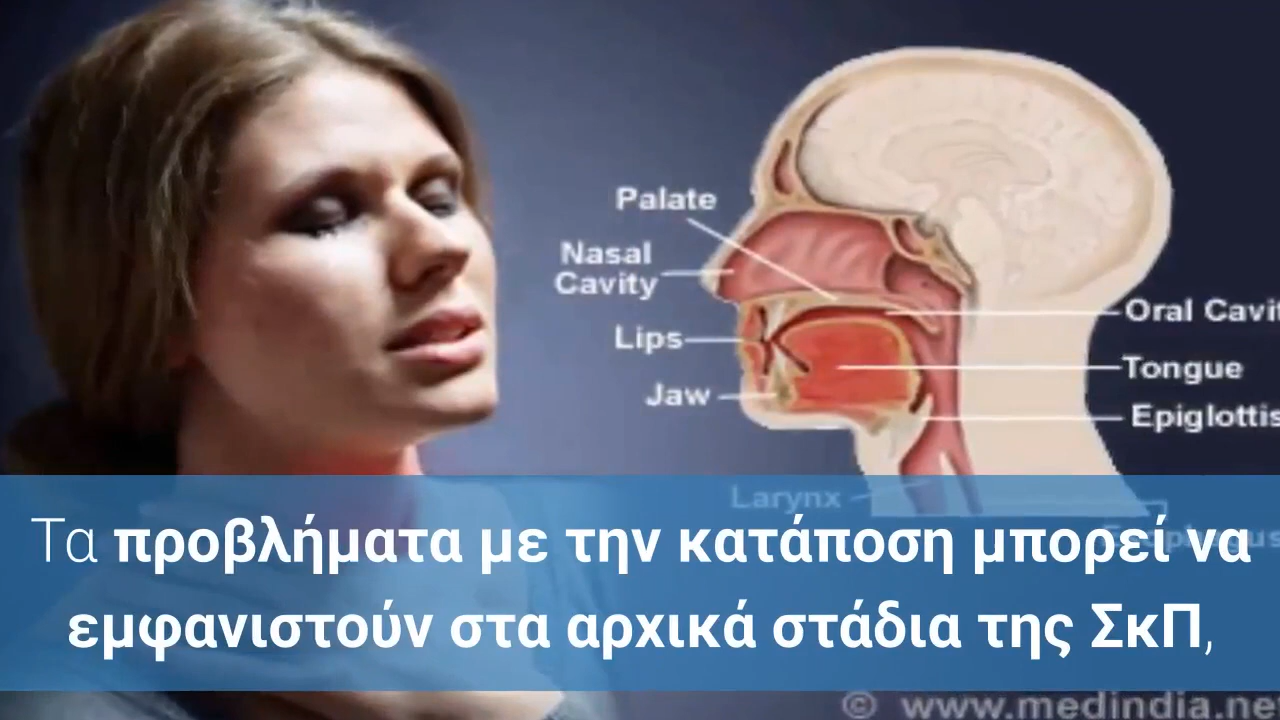 Palate
Nasal
Cavity
Lips
Jaw
Oral Cavi
Tongue
Epiglottis
Larynx
Τα προβλήματα με την κατάποση μπορεί να
εμφανιστούν στα αρχικά στάδια της ΣκΠ,
© www.medindia.ne